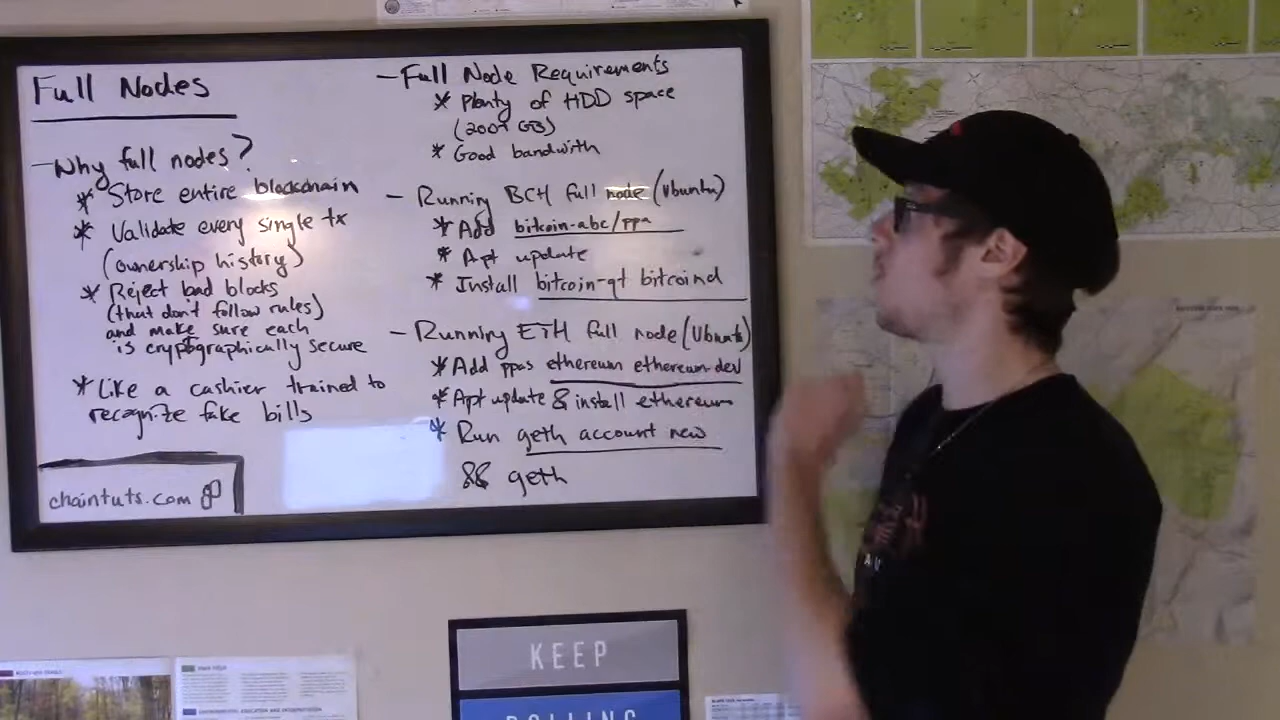 Full Nodes
- Why full nodes?
* Store entire blockchain
* Validate every single tx
(ownership history)
* Reject bad blocks
(that don't follow rules)
and make sure each
is cryptographically secure
* Like a cashier trained to
recognize fake bills
chaintuts.com
- Full Node Requirements
* Plenty of HDD space
(200+ GB)
* Good bandwith
- Running BCH full node (Ubuntu)
* Add bitcoin-abc/ppa
* Apt update
* Install bitcoin-qt bitcoind
- Running ETH full node (Ubuntu)
* Add ppas ethereum ethereum-dev
* Apt update & install ethereum
* Run geth account new
&& geth
KEEP
ROLLING